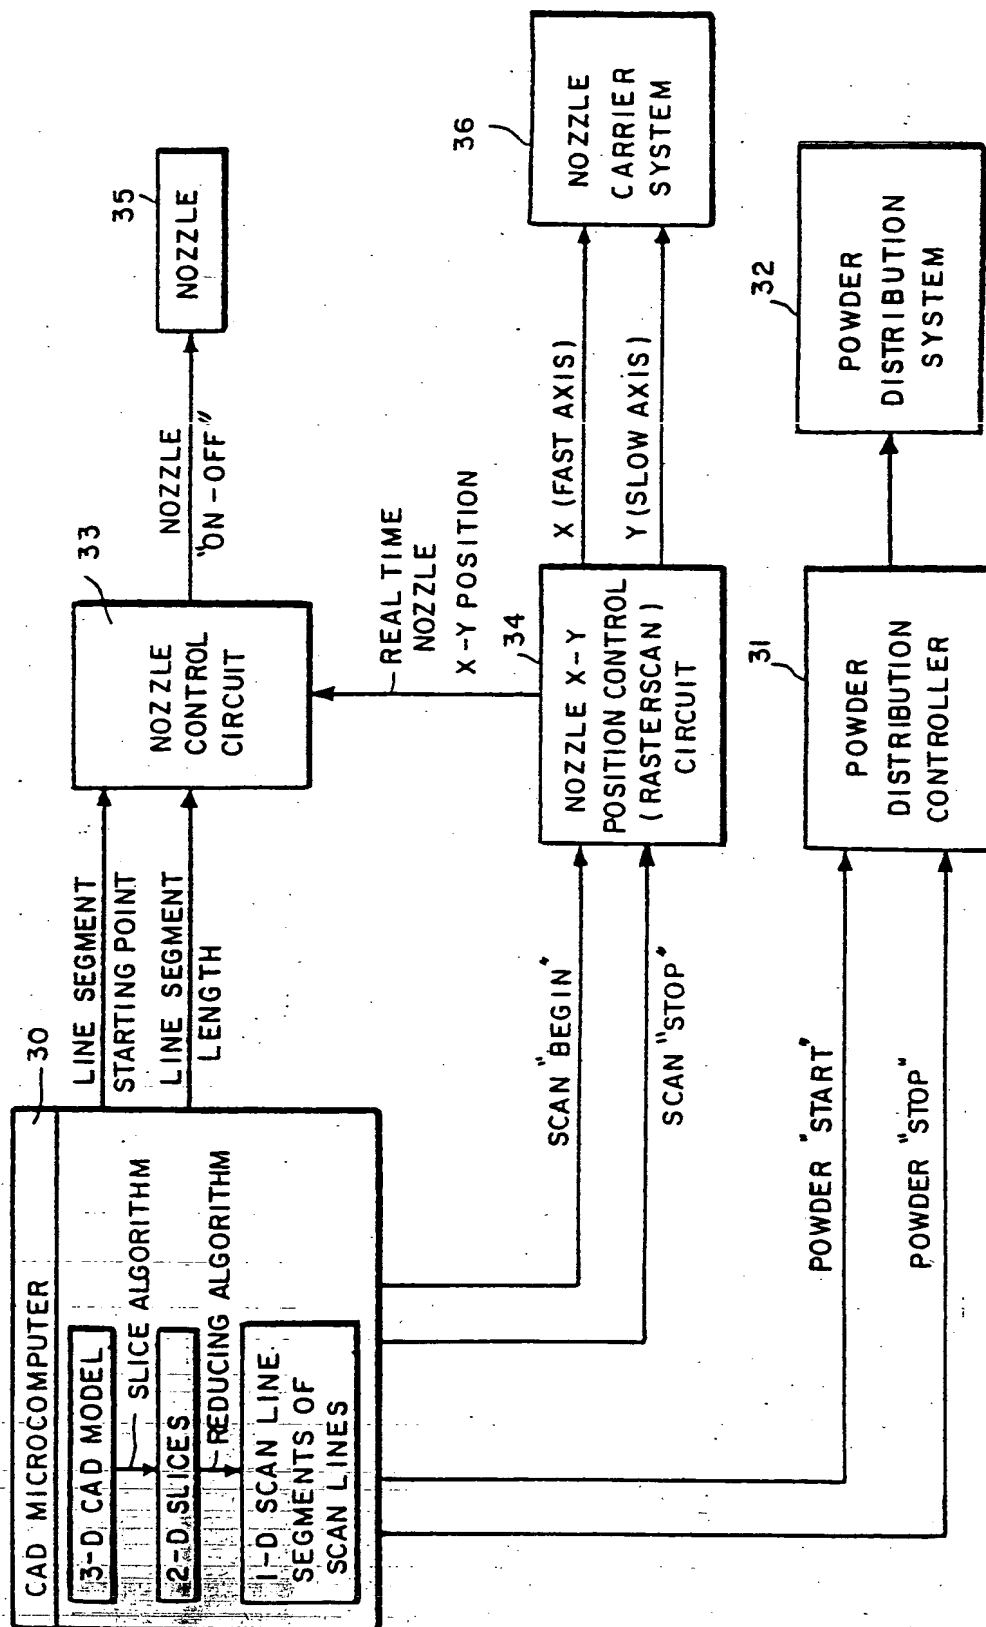 CAD MICROCOMPUTER
30
3-D CAD MODEL
SLICE ALGORITHM
2-D SLICES
REDUCING ALGORITHM
1-D SCAN LINE
SEGMENTS OF
SCAN LINES
LINE SEGMENT
STARTING POINT
LINE SEGMENT
LENGTH
33
NOZZLE
CONTROL
CIRCUIT
NOZZLE
"ON-OFF"
35
NOZZLE
REAL TIME
NOZZLE
X-Y POSITION
SCAN "BEGIN"
SCAN "STOP"
34
NOZZLE X-Y
POSITION CONTROL
(RASTERSCAN)
CIRCUIT
X (FAST AXIS)
Y (SLOW AXIS)
36
NOZZLE
CARRIER
SYSTEM
POWDER "START"
POWDER "STOP"
31
POWDER
DISTRIBUTION
CONTROLLER
32
POWDER
DISTRIBUTION
SYSTEM